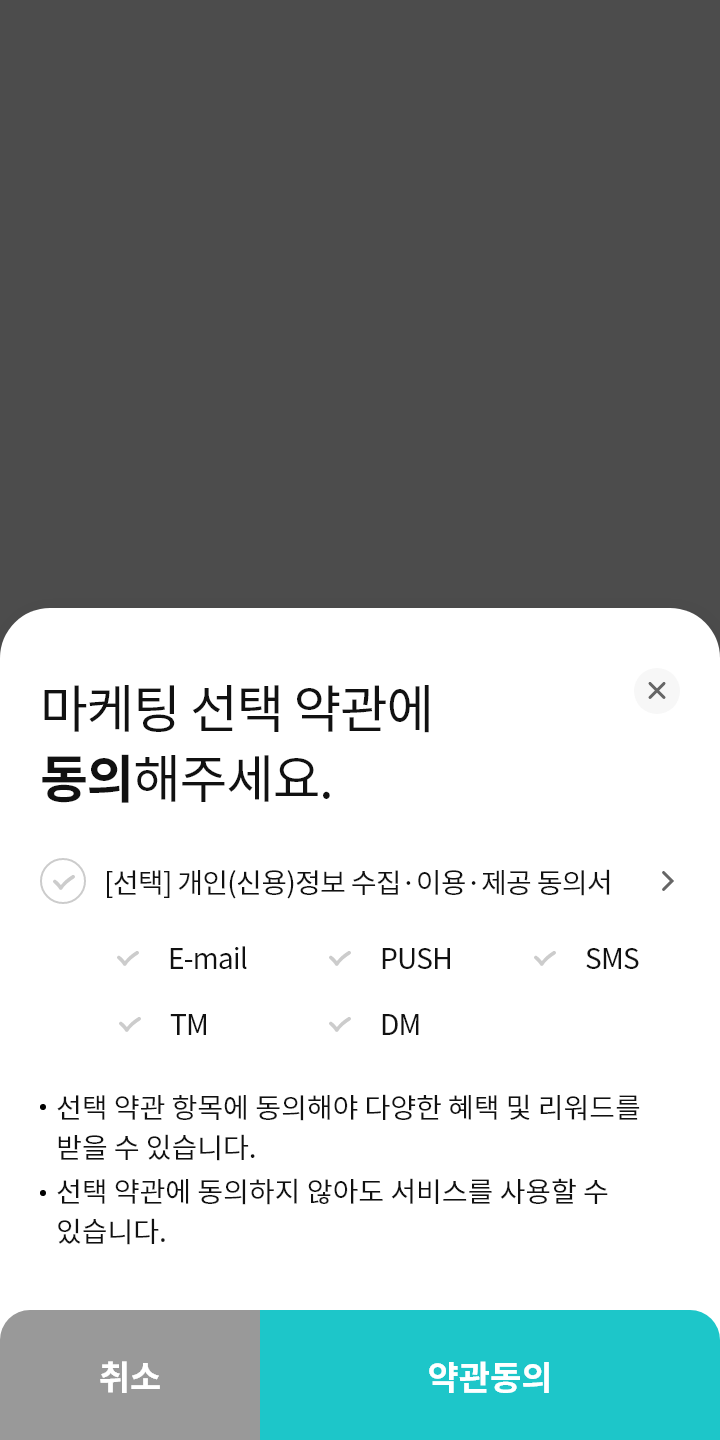 마케팅 선택 약관에
동의해주세요.
[선택] 개인(신용)정보 수집·이용·제공 동의서
E-mail PUSH SMS
TM DM
• 선택 약관 항목에 동의해야 다양한 혜택 및 리워드를
받을 수 있습니다.
• 선택 약관에 동의하지 않아도 서비스를 사용할 수
있습니다.
취소 약관동의